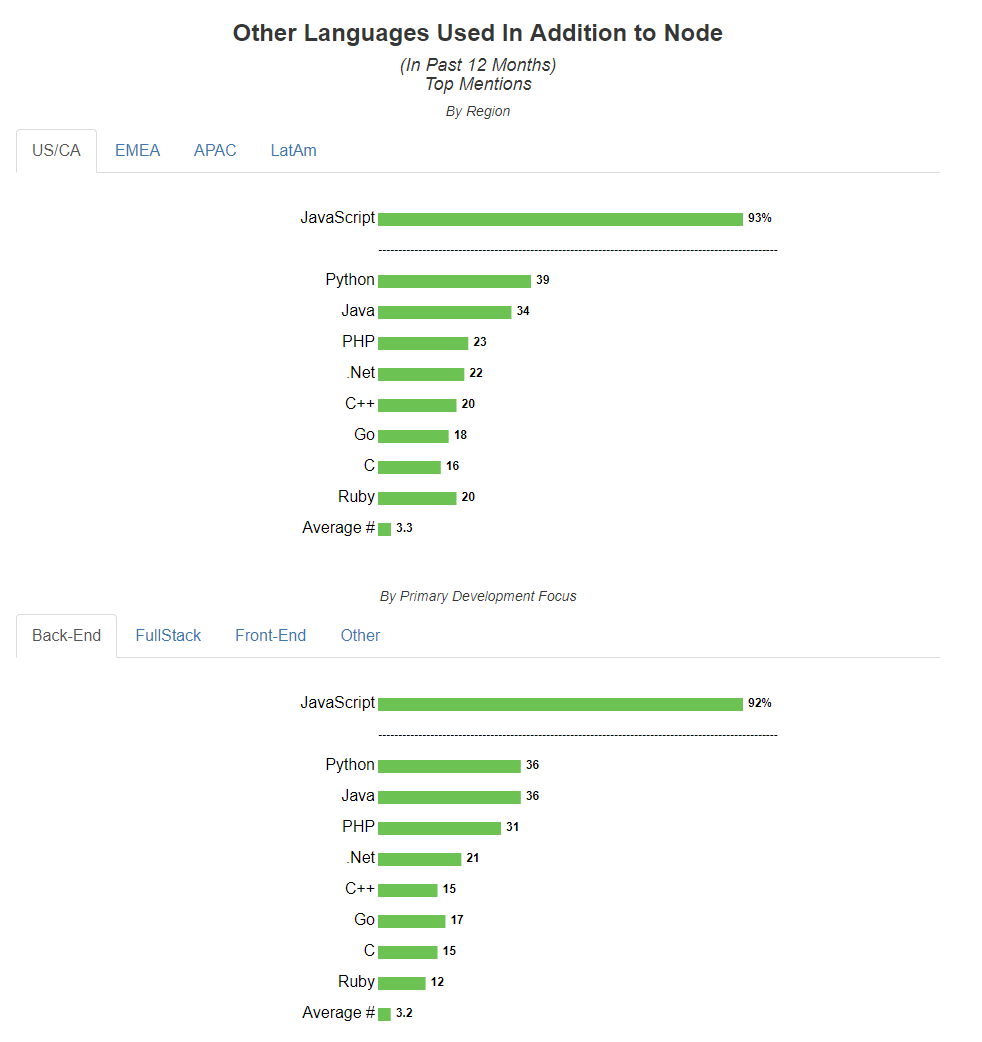 Other Languages Used In Addition to Node
(In Past 12 Months)
Top Mentions
By Region
US/CA EMEA APAC LatAm
JavaScript 93%
Python 39
Java 34
PHP 23
.Net 22
C++ 20
Go 18
C 16
Ruby 20
Average # 3.3
By Primary Development Focus
Back-End FullStack Front-End Other
JavaScript 92%
Python 36
Java 36
PHP 31
.Net 21
C++ 15
Go 17
C 15
Ruby 12
Average # 3.2